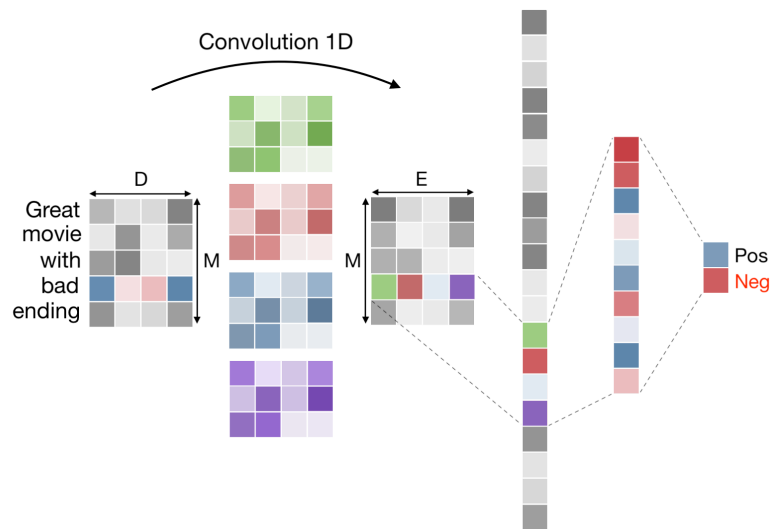 Convolution 1D
D
E
Great
movie
with
bad
ending
M
M
Pos
Neg